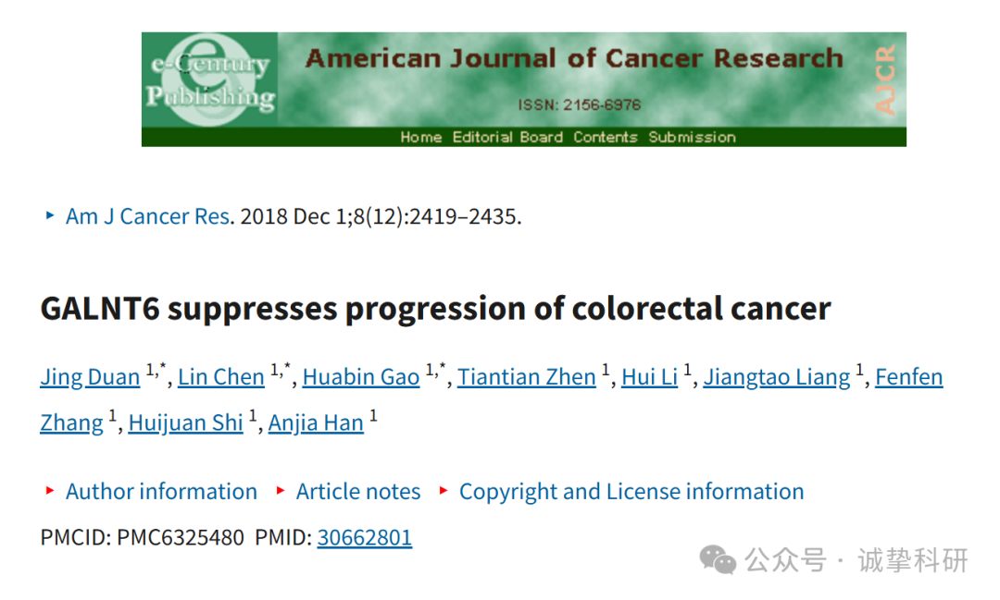 e-Century
Publishing
American Journal of Cancer Research
ISSN: 2156-6976
AJCR
Home Editorial Board Contents Submission
Am J Cancer Res. 2018 Dec 1;8(12):2419–2435.
GALNT6 suppresses progression of colorectal cancer
Jing Duan 1,*, Lin Chen 1,*, Huabin Gao 1,*, Tiantian Zhen 1, Hui Li 1, Jiangtao Liang 1, Fenfen
Zhang 1, Huijuan Shi 1, Anjia Han 1
Author information Article notes Copyright and License information
PMCID: PMC6325480 PMID: 30662801
公众号 · 诚挚科研